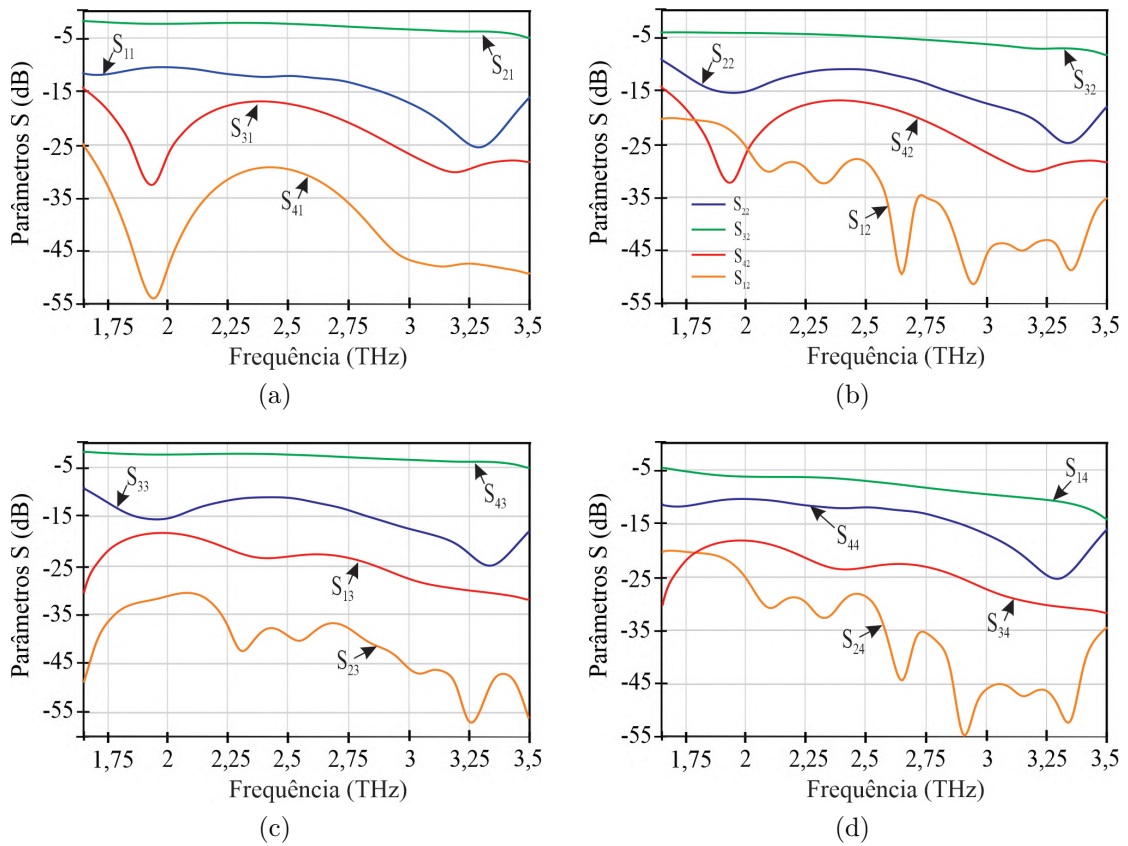 Parâmetros S (dB)
-5
-15
-25
-35
-45
-55
S11
S21
S31
S41
1,75 2 2,25 2,5 2,75 3 3,25 3,5
Frequência (THz)
(a)
Parâmetros S (dB)
-5
-15
-25
-35
-45
-55
S22
S32
S42
S12
S22
S32
S42
S12
1,75 2 2,25 2,5 2,75 3 3,25 3,5
Frequência (THz)
(b)
Parâmetros S (dB)
-5
-15
-25
-35
-45
-55
S33
S43
S13
S23
1,75 2 2,25 2,5 2,75 3 3,25 3,5
Frequência (THz)
(c)
Parâmetros S (dB)
-5
-15
-25
-35
-45
-55
S14
S44
S34
S24
1,75 2 2,25 2,5 2,75 3 3,25 3,5
Frequência (THz)
(d)